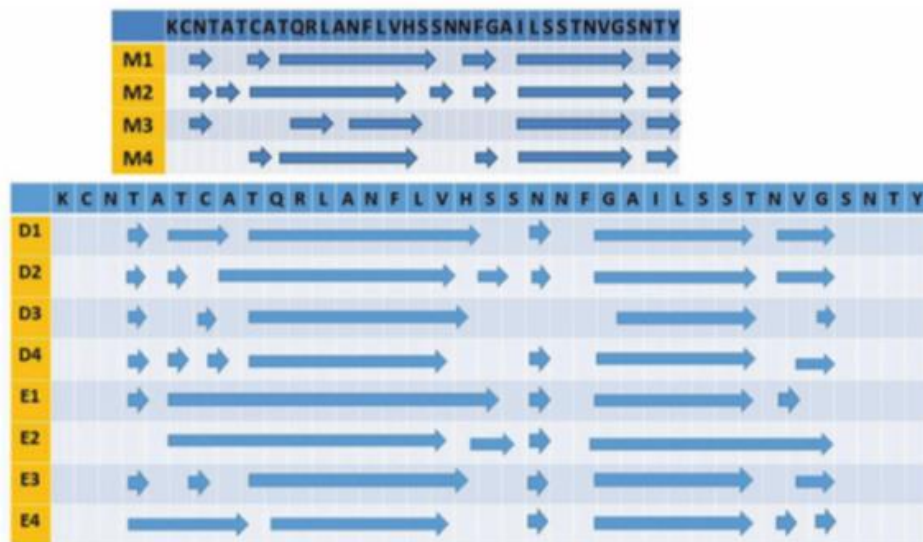 KCNTATCATQRLANFLVHSSNNFGAILSSTNVGSNTY
M1
M2
M3
M4
K C N T A T C A T Q R L A N F L V H S S N N F G A I L S S T N V G S N T Y
D1
D2
D3
D4
E1
E2
E3
E4